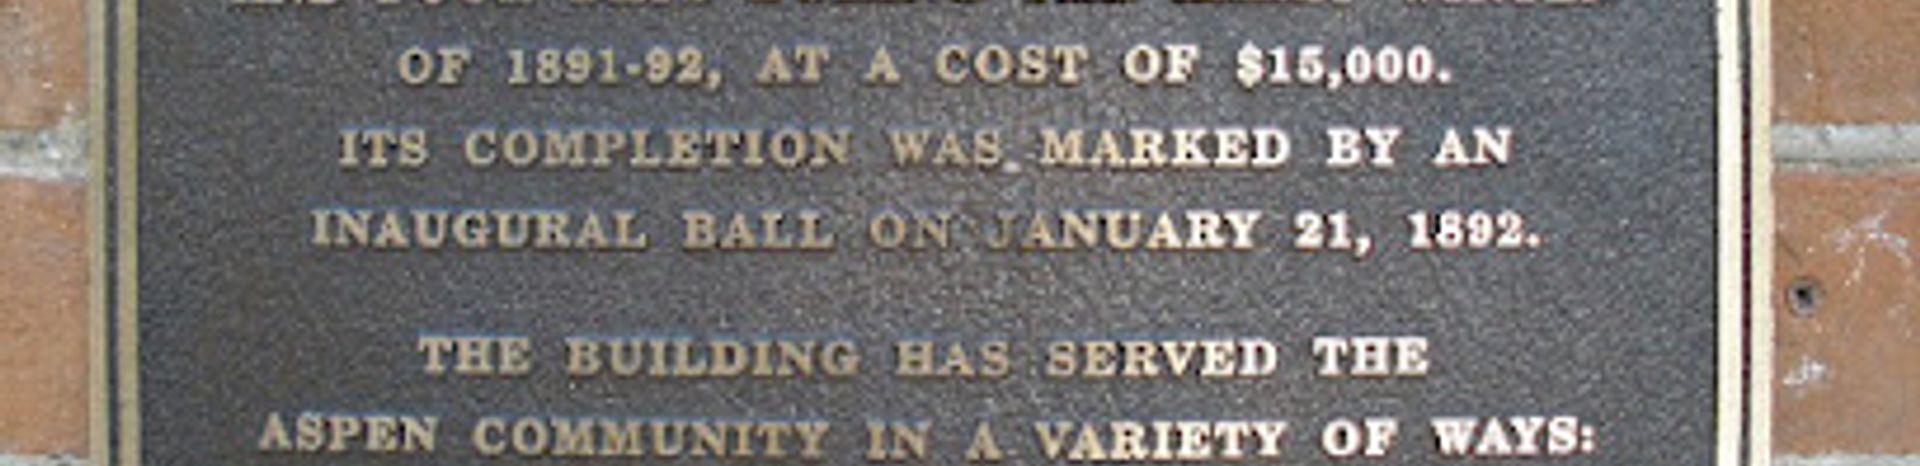 OF 1891-92, AT A COST OF $15,000.
ITS COMPLETION WAS MARKED BY AN
INAUGURAL BALL ON JANUARY 21, 1892.
THE BUILDING HAS SERVED THE
ASPEN COMMUNITY IN A VARIETY OF WAYS: